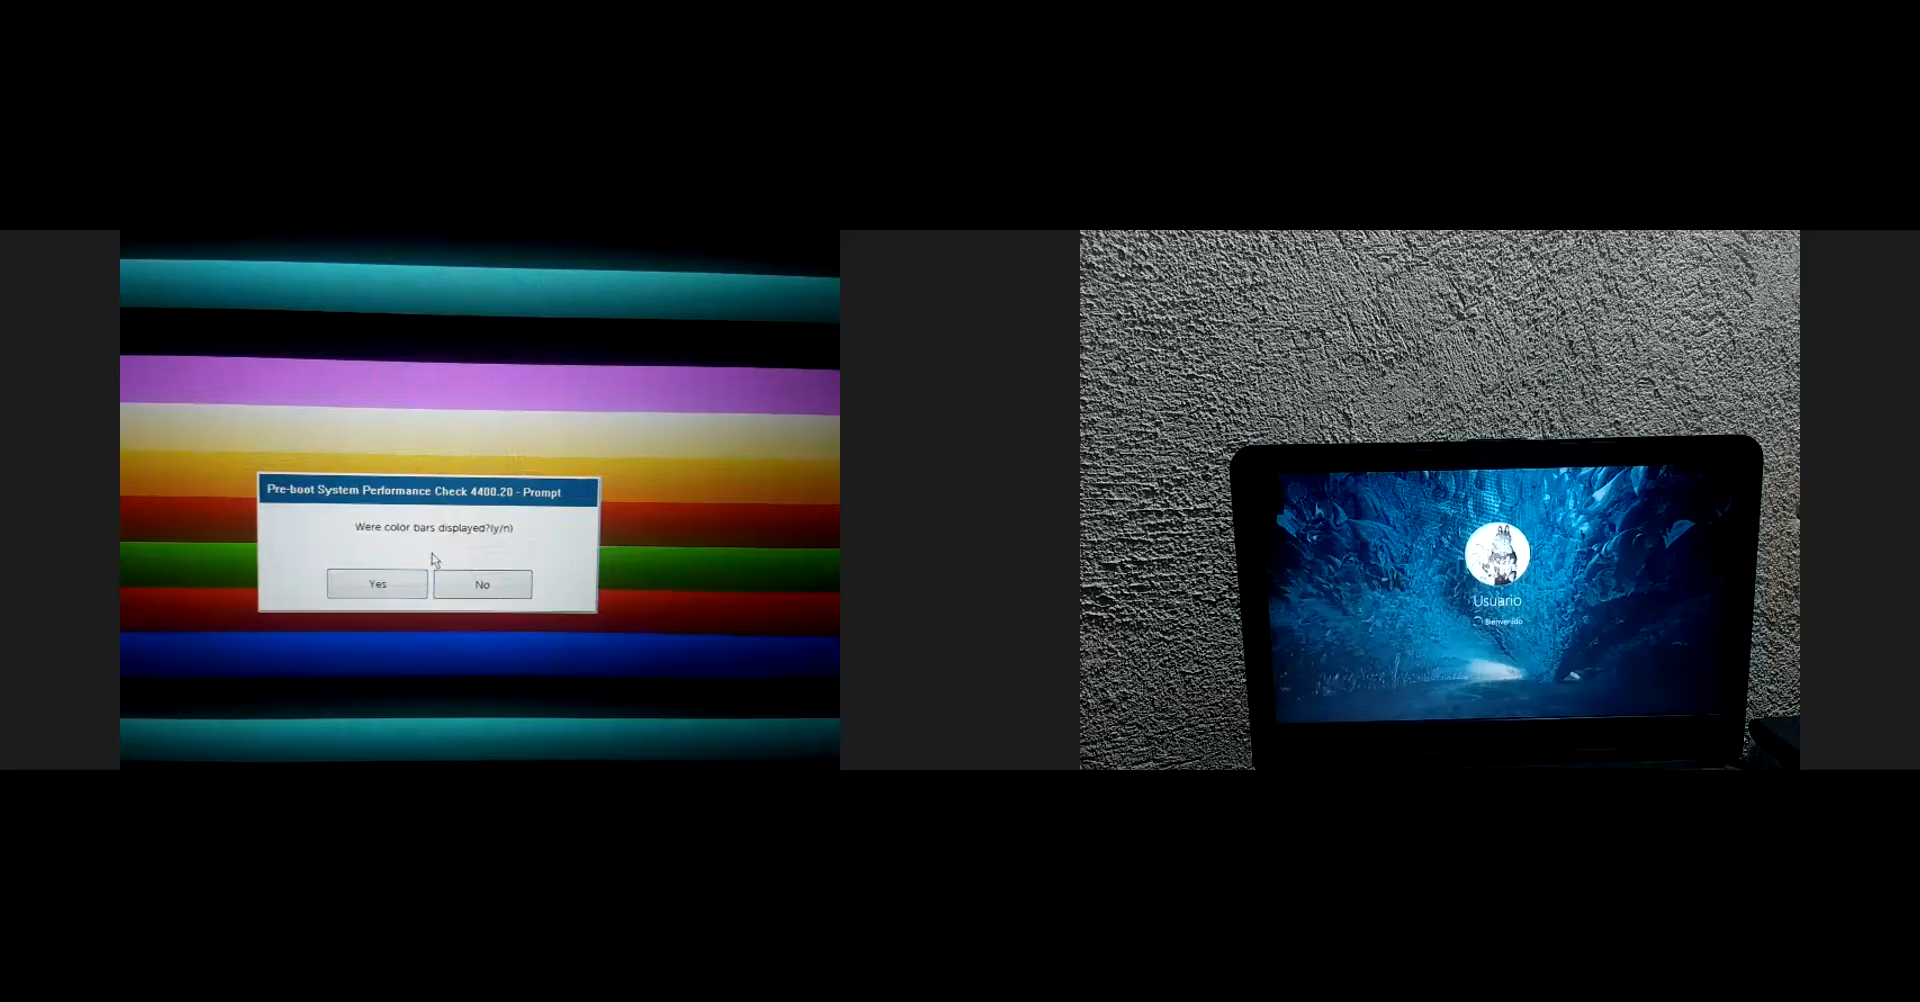 Pre-boot System Performance Check 4400.20 - Prompt
Were color bars displayed?(y/n)
Yes No
Usuario
Bienvenido